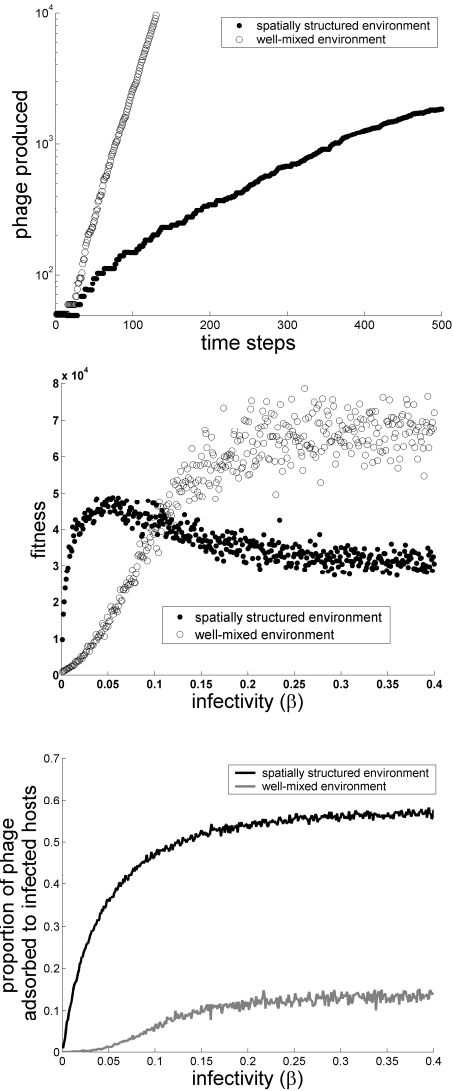 10^4
10^3
10^2
phage produced
spatially structured environment
well-mixed environment
0 100 200 300 400 500
time steps
x 10^4
8
7
6
5
4
3
2
1
0
fitness
spatially structured environment
well-mixed environment
0 0.05 0.1 0.15 0.2 0.25 0.3 0.35 0.4
infectivity (β)
0.7
0.6
0.5
0.4
0.3
0.2
0.1
0
proportion of phage
adsorbed to infected hosts
spatially structured environment
well-mixed environment
0 0.05 0.1 0.15 0.2 0.25 0.3 0.35 0.4
infectivity (β)